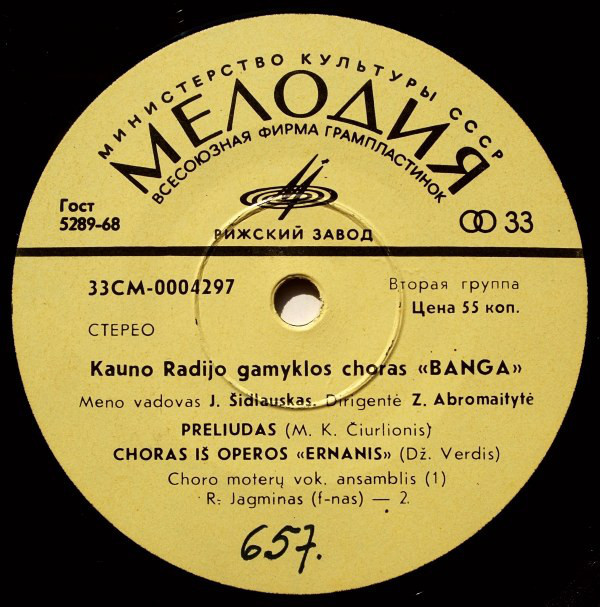 МИНИСТЕРСТВО КУЛЬТУРЫ СССР
МЕЛОДИЯ
ВСЕСОЮЗНАЯ ФИРМА ГРАМПЛАСТИНОК
Гост
5289-68
33
РИЖСКИЙ ЗАВОД
33СМ-0004297
Вторая группа
Цена 55 коп.
СТЕРЕО
Kauno Radijo gamyklos choras «BANGA»
Meno vadovas J. Šidlauskas. Dirigentė Z. Abromaitytė
PRELIUDAS (M. K. Čiurlionis)
CHORAS IŠ OPEROS «ERNANIS» (Dž. Verdis)
Choro moterų vok. ansamblis (1)
R. Jagminas (f-nas) — 2.
657.